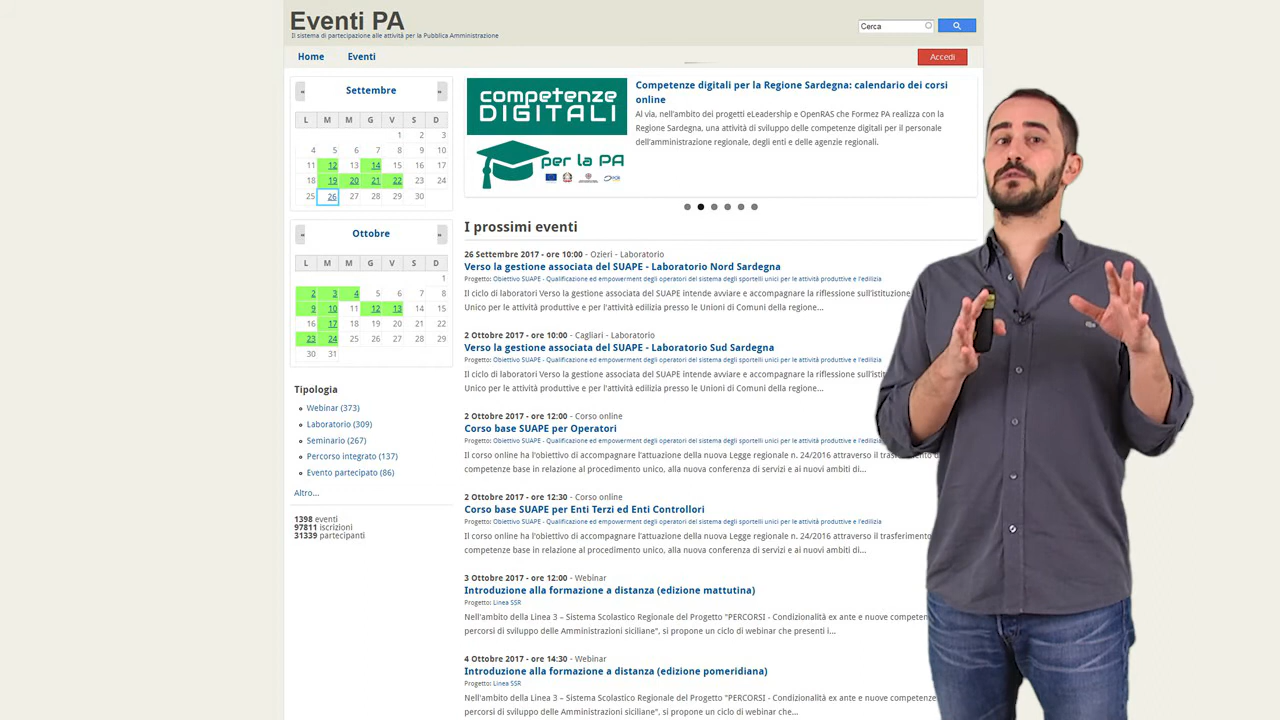 Eventi PA
Il sistema di partecipazione alle attività per la Pubblica Amministrazione
Cerca
Home Eventi
Accedi
« Settembre »
L M M G V S D
1 2 3
4 5 6 7 8 9 10
11 12 13 14 15 16 17
18 19 20 21 22 23 24
25 26 27 28 29 30
« Ottobre »
L M M G V S D
1
2 3 4 5 6 7 8
9 10 11 12 13 14 15
16 17 18 19 20 21 22
23 24 25 26 27 28 29
30 31
Tipologia
Webinar (373)
Laboratorio (309)
Seminario (267)
Percorso integrato (137)
Evento partecipato (86)
Altro...
1398 eventi
97811 iscrizioni
31339 partecipanti
competenze
DIGITALI
per la PA
Competenze digitali per la Regione Sardegna: calendario dei corsi
online
Al via, nell'ambito dei progetti eLeadership e OpenRAS che Formez PA realizza con la
Regione Sardegna, una attività di sviluppo delle competenze digitali per il personale
dell'amministrazione regionale, degli enti e delle agenzie regionali.
I prossimi eventi
26 Settembre 2017 - ore 10:00 - Ozieri - Laboratorio
Verso la gestione associata del SUAPE - Laboratorio Nord Sardegna
Progetto: Obiettivo SUAPE - Qualificazione ed empowerment degli operatori del sistema degli sportelli unici per le attività produttive e l'edilizia
Il ciclo di laboratori Verso la gestione associata del SUAPE intende avviare e accompagnare la riflessione sull'istituzione
Unico per le attività produttive e per l'attività edilizia presso le Unioni di Comuni della regione...
2 Ottobre 2017 - ore 10:00 - Cagliari - Laboratorio
Verso la gestione associata del SUAPE - Laboratorio Sud Sardegna
Progetto: Obiettivo SUAPE - Qualificazione ed empowerment degli operatori del sistema degli sportelli unici per le attività produttive e l'edilizia
Il ciclo di laboratori Verso la gestione associata del SUAPE intende avviare e accompagnare la riflessione
Unico per le attività produttive e per l'attività edilizia presso le Unioni di Comuni della regione...
2 Ottobre 2017 - ore 12:00 - Corso online
Corso base SUAPE per Operatori
Progetto: Obiettivo SUAPE - Qualificazione ed empowerment degli operatori del sistema degli sportelli unici per le attività produttive e l'edilizia
Il corso online ha l'obiettivo di accompagnare l'attuazione della nuova Legge regionale n. 24/2016 attraverso il
competenze base in relazione al procedimento unico, alla nuova conferenza di servizi e ai nuovi ambiti di...
2 Ottobre 2017 - ore 12:30 - Corso online
Corso base SUAPE per Enti Terzi ed Enti Controllori
Progetto: Obiettivo SUAPE - Qualificazione ed empowerment degli operatori del sistema degli sportelli unici per le attività produttive e l'edilizia
Il corso online ha l'obiettivo di accompagnare l'attuazione della nuova Legge regionale n. 24/2016 attraverso il trasferimento
competenze base in relazione al procedimento unico, alla nuova conferenza di servizi e ai nuovi ambiti di...
3 Ottobre 2017 - ore 12:00 - Webinar
Introduzione alla formazione a distanza (edizione mattutina)
Progetto: Linea SSR
Nell'ambito della Linea 3 – Sistema Scolastico Regionale del Progetto "PERCORSI - Condizionalità ex ante e nuove
percorsi di sviluppo delle Amministrazioni siciliane", si propone un ciclo di webinar che presenti i...
4 Ottobre 2017 - ore 14:30 - Webinar
Introduzione alla formazione a distanza (edizione pomeridiana)
Progetto: Linea SSR
Nell'ambito della Linea 3 – Sistema Scolastico Regionale del Progetto "PERCORSI - Condizionalità ex ante e nuove
percorsi di sviluppo delle Amministrazioni siciliane", si propone un ciclo di webinar che...